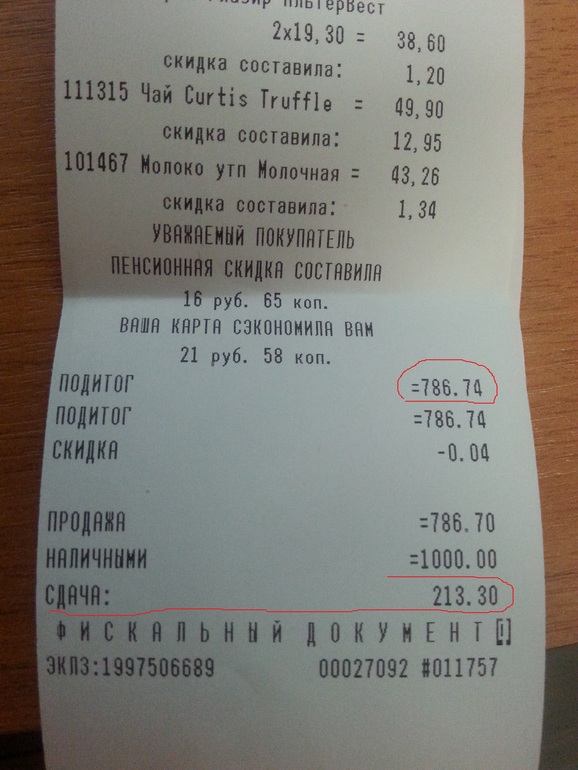 2х19,30 = 38,60
скидка составила: 1,20
111315 Чай Curtis Truffle = 49,90
скидка составила: 12,95
101467 Молоко утп Молочная = 43,26
скидка составила: 1,34
УВАЖАЕМЫЙ ПОКУПАТЕЛЬ
ПЕНСИОННАЯ СКИДКА СОСТАВИЛА
16 руб. 65 коп.
ВАША КАРТА СЭКОНОМИЛА ВАМ
21 руб. 58 коп.
ПОДИТОГ =786.74
ПОДИТОГ =786.74
СКИДКА -0.04
ПРОДАЖА =786.70
НАЛИЧНЫМИ =1000.00
СДАЧА: 213.30
ФИСКАЛЬНЫЙ ДОКУМЕНТ
ЭКПЗ:1997506689 00027092 #011757